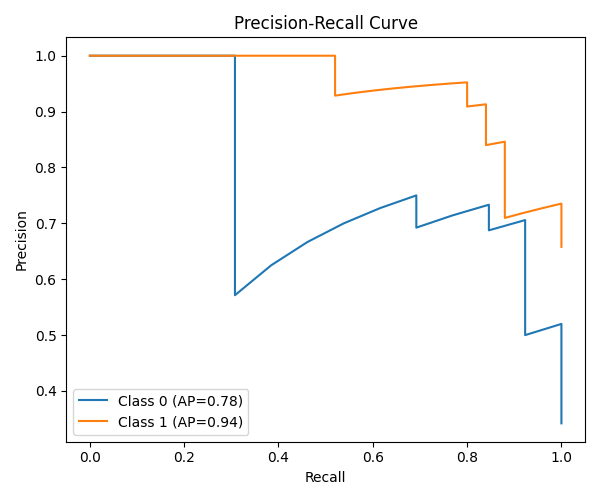 Precision-Recall Curve
1.0
0.9
0.8
0.7
0.6
0.5
0.4
Precision
Class 0 (AP=0.78)
Class 1 (AP=0.94)
0.0 0.2 0.4 0.6 0.8 1.0
Recall